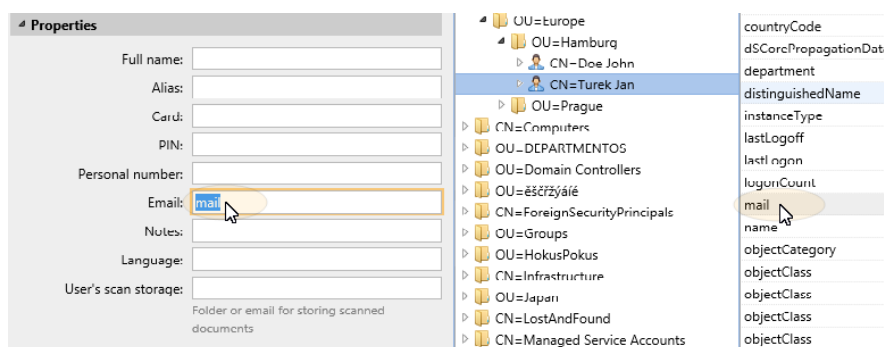 Properties
Full name:
Alias:
Card:
PIN:
Personal number:
Email: mail
Notes:
Language:
User's scan storage:
Folder or email for storing scanned
documents
OU=Europe
OU=Hamburg
CN=Doe John
CN=Turek Jan
OU=Prague
CN=Computers
OU=DEPARTMENTOS
OU=Domain Controllers
OU=ěščřžýáíé
CN=ForeignSecurityPrincipals
OU=Groups
OU=HokusPokus
CN=Infrastructure
OU=Japan
CN=LostAndFound
CN=Managed Service Accounts
countryCode
dSCorePropagationData
department
distinguishedName
instanceType
lastLogoff
lastLogon
logonCount
mail
name
objectCategory
objectClass
objectClass
objectClass
objectClass